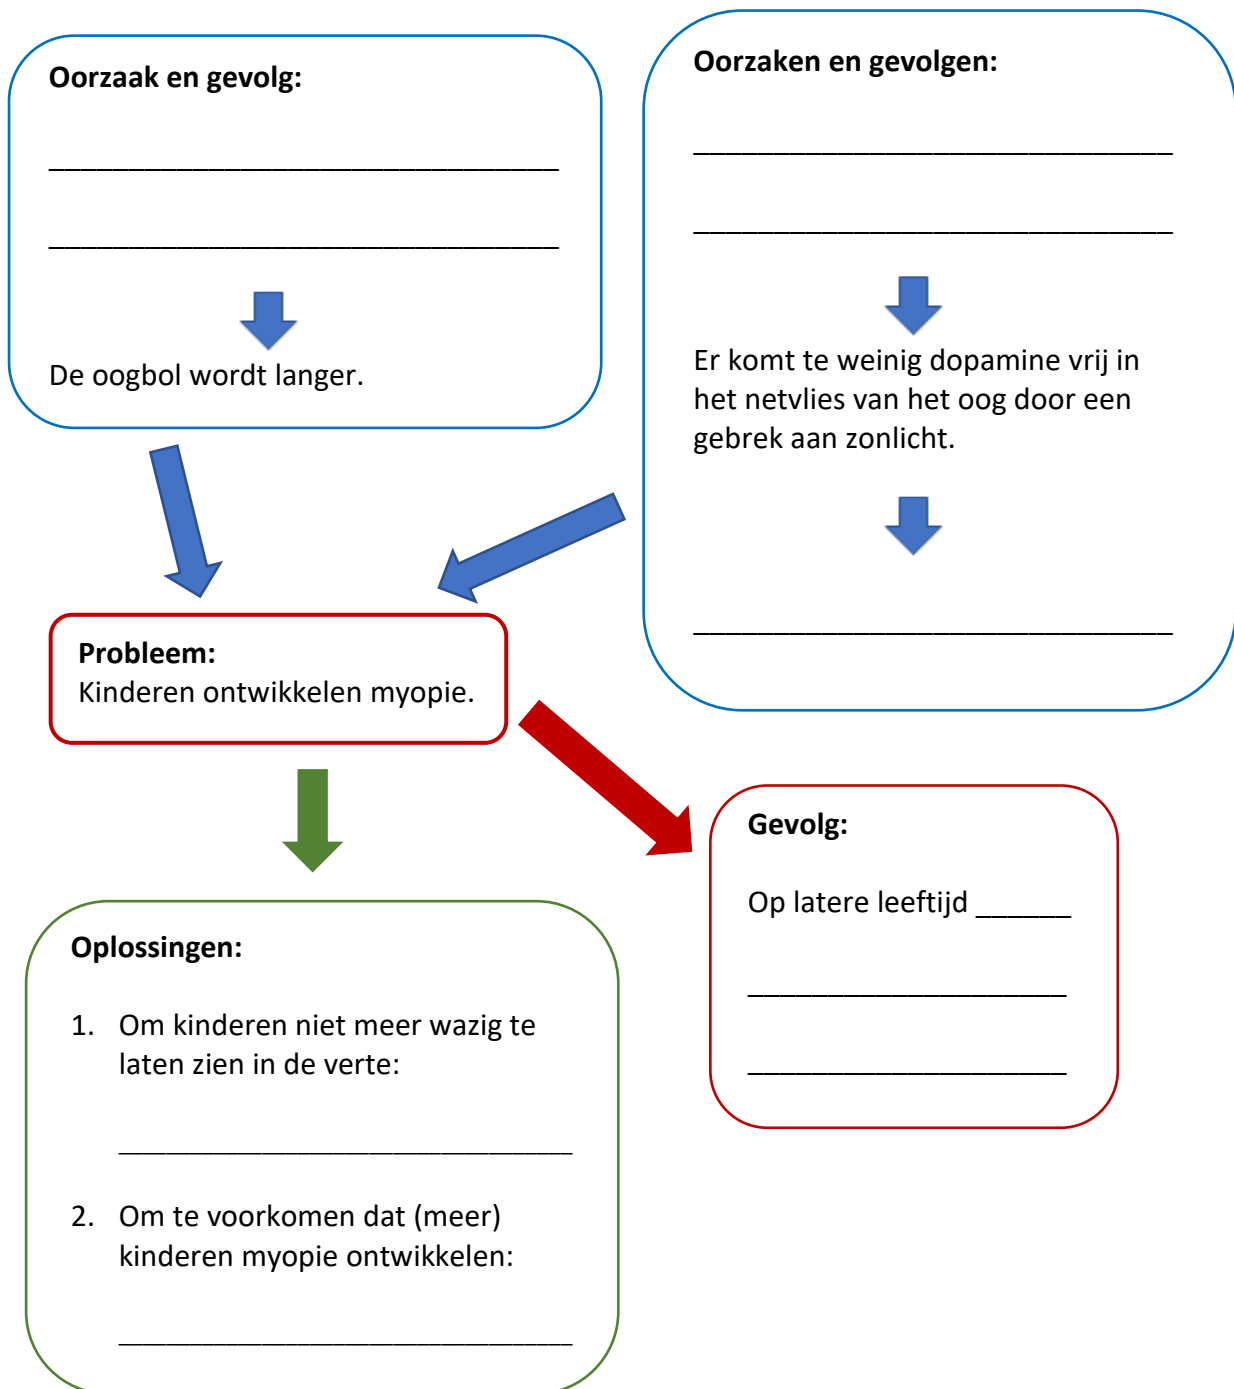 Oorzaak en gevolg:
________________________________
________________________________
De oogbol wordt langer.
Oorzaken en gevolgen:
______________________________
______________________________
Er komt te weinig dopamine vrij in
het netvlies van het oog door een
gebrek aan zonlicht.
______________________________
Probleem:
Kinderen ontwikkelen myopie.
Gevolg:
Op latere leeftijd ______
____________________
____________________
Oplossingen:
1. Om kinderen niet meer wazig te
laten zien in de verte:
______________________________
2. Om te voorkomen dat (meer)
kinderen myopie ontwikkelen:
______________________________